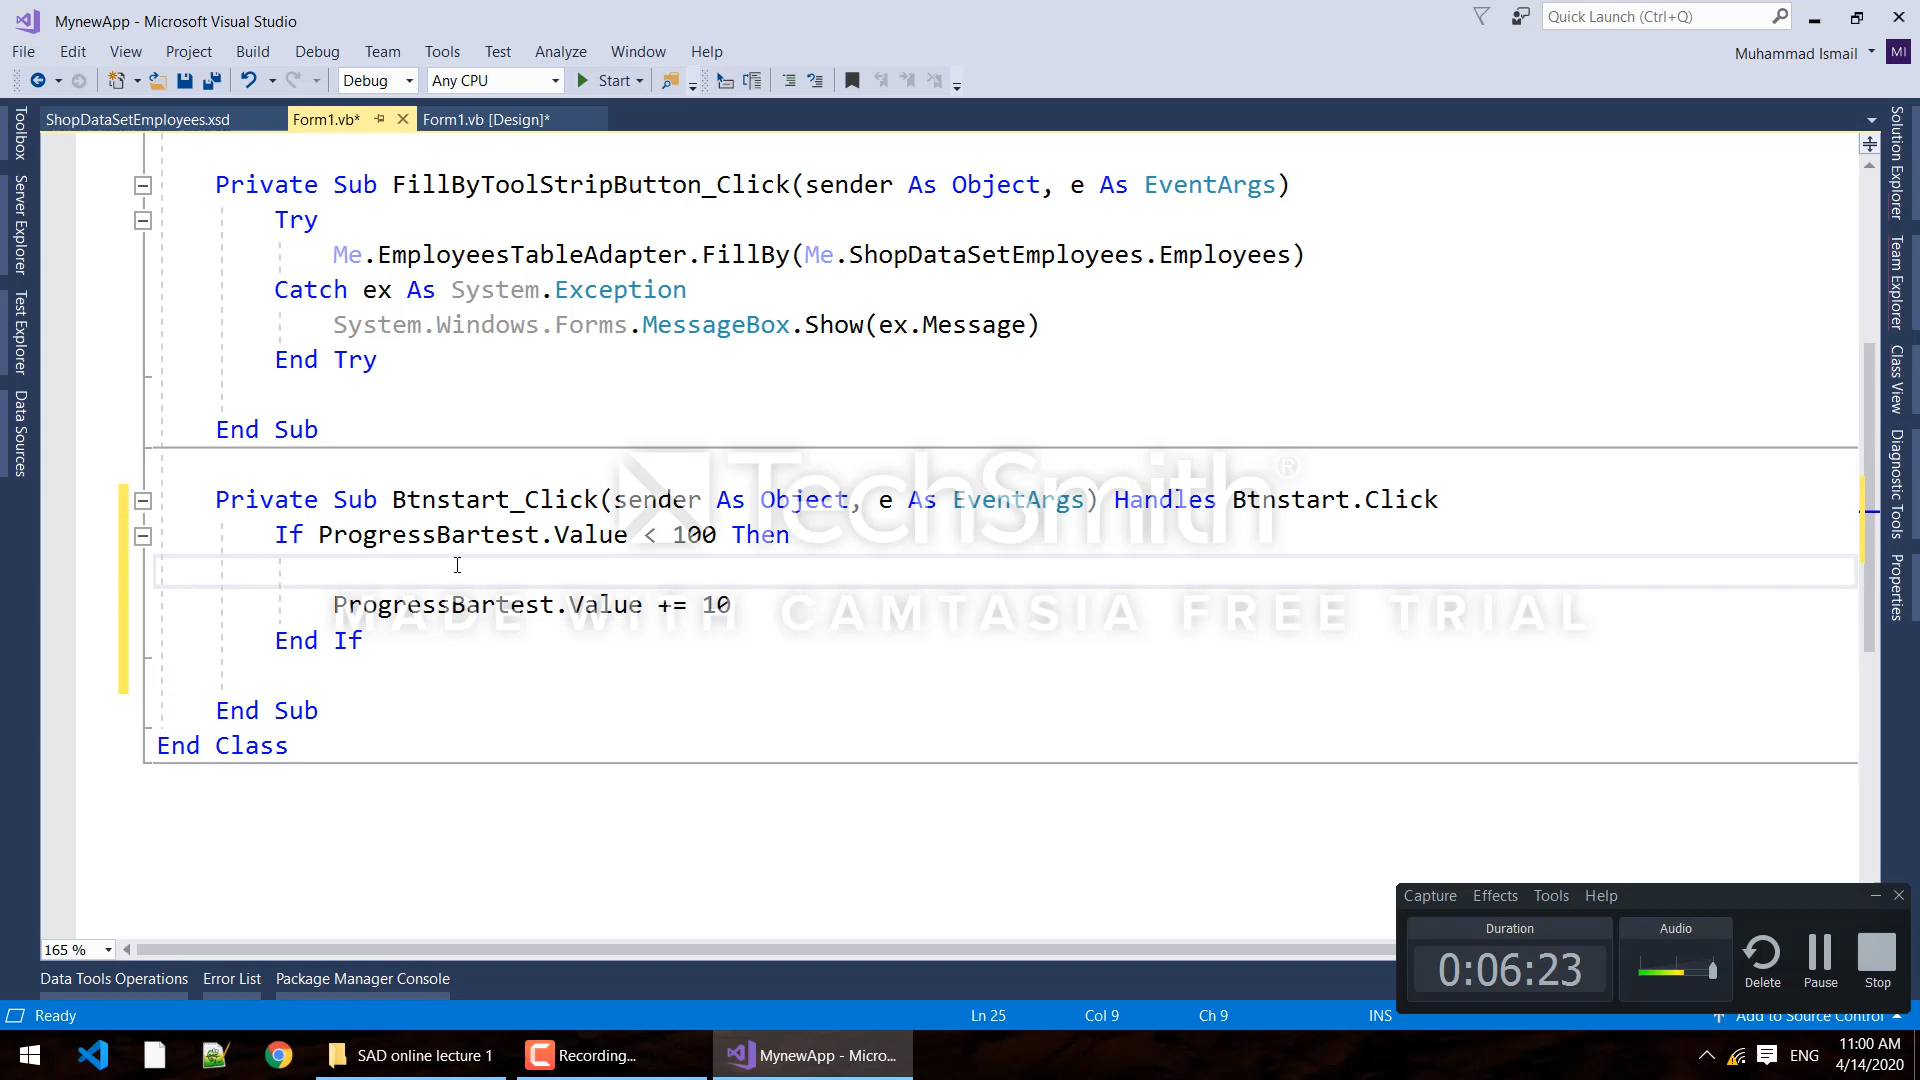 MynewApp - Microsoft Visual Studio
Quick Launch (Ctrl+Q)
File Edit View Project Build Debug Team Tools Test Analyze Window Help
Muhammad Ismail MI
Debug Any CPU Start
ShopDataSetEmployees.xsd Form1.vb* Form1.vb [Design]*
Toolbox
Server Explorer
Test Explorer
Data Sources
Private Sub FillByToolStripButton_Click(sender As Object, e As EventArgs)
Try
Me.EmployeesTableAdapter.FillBy(Me.ShopDataSetEmployees.Employees)
Catch ex As System.Exception
System.Windows.Forms.MessageBox.Show(ex.Message)
End Try
End Sub
TechSmith®
Private Sub Btnstart_Click(sender As Object, e As EventArgs) Handles Btnstart.Click
If ProgressBartest.Value < 100 Then
ProgressBartest.Value += 10
MADE WITH CAMTASIA FREE TRIAL
End If
End Sub
End Class
Solution Explorer
Team Explorer
Class View
Diagnostic Tools
Properties
Capture Effects Tools Help
Duration
0:06:23
Audio
Delete Pause Stop
165 %
Data Tools Operations Error List Package Manager Console
Ready Ln 25 Col 9 Ch 9 INS Add to Source Control
SAD online lecture 1 Recording... MynewApp - Micro...
ENG
11:00 AM
4/14/2020